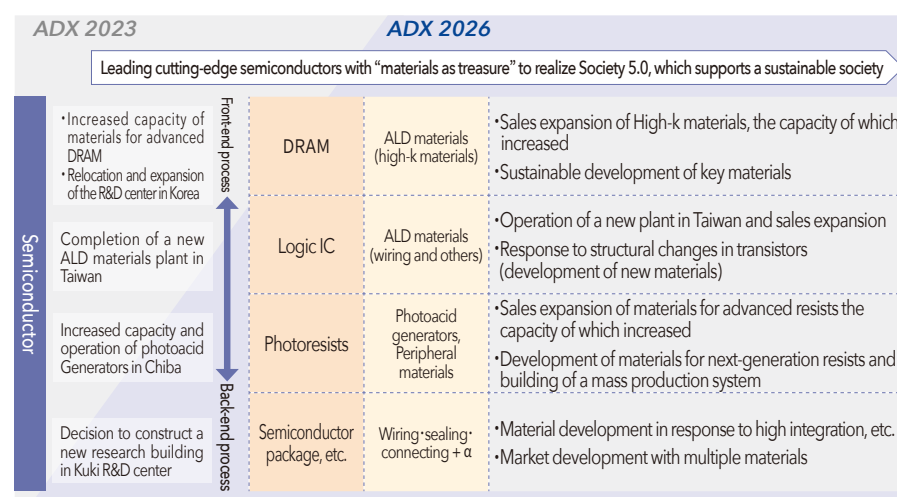 ADX 2023
ADX 2026
Leading cutting-edge semiconductors with “materials as treasure” to realize Society 5.0, which supports a sustainable society
Semiconductor
・Increased capacity of
materials for advanced
DRAM
・Relocation and expansion
of the R&D center in Korea
Completion of a new
ALD materials plant in
Taiwan
Increased capacity and
operation of photoacid
Generators in Chiba
Decision to construct a
new research building
in Kuki R&D center
Front-end process
Back-end process
DRAM
ALD materials
(high-k materials)
・Sales expansion of High-k materials, the capacity of which
increased
・Sustainable development of key materials
Logic IC
ALD materials
(wiring and others)
・Operation of a new plant in Taiwan and sales expansion
・Response to structural changes in transistors
(development of new materials)
Photoresists
Photoacid
generators,
Peripheral
materials
・Sales expansion of materials for advanced resists the
capacity of which increased
・Development of materials for next-generation resists and
building of a mass production system
Semiconductor
package, etc.
Wiring・sealing・
connecting + α
・Material development in response to high integration, etc.
・Market development with multiple materials